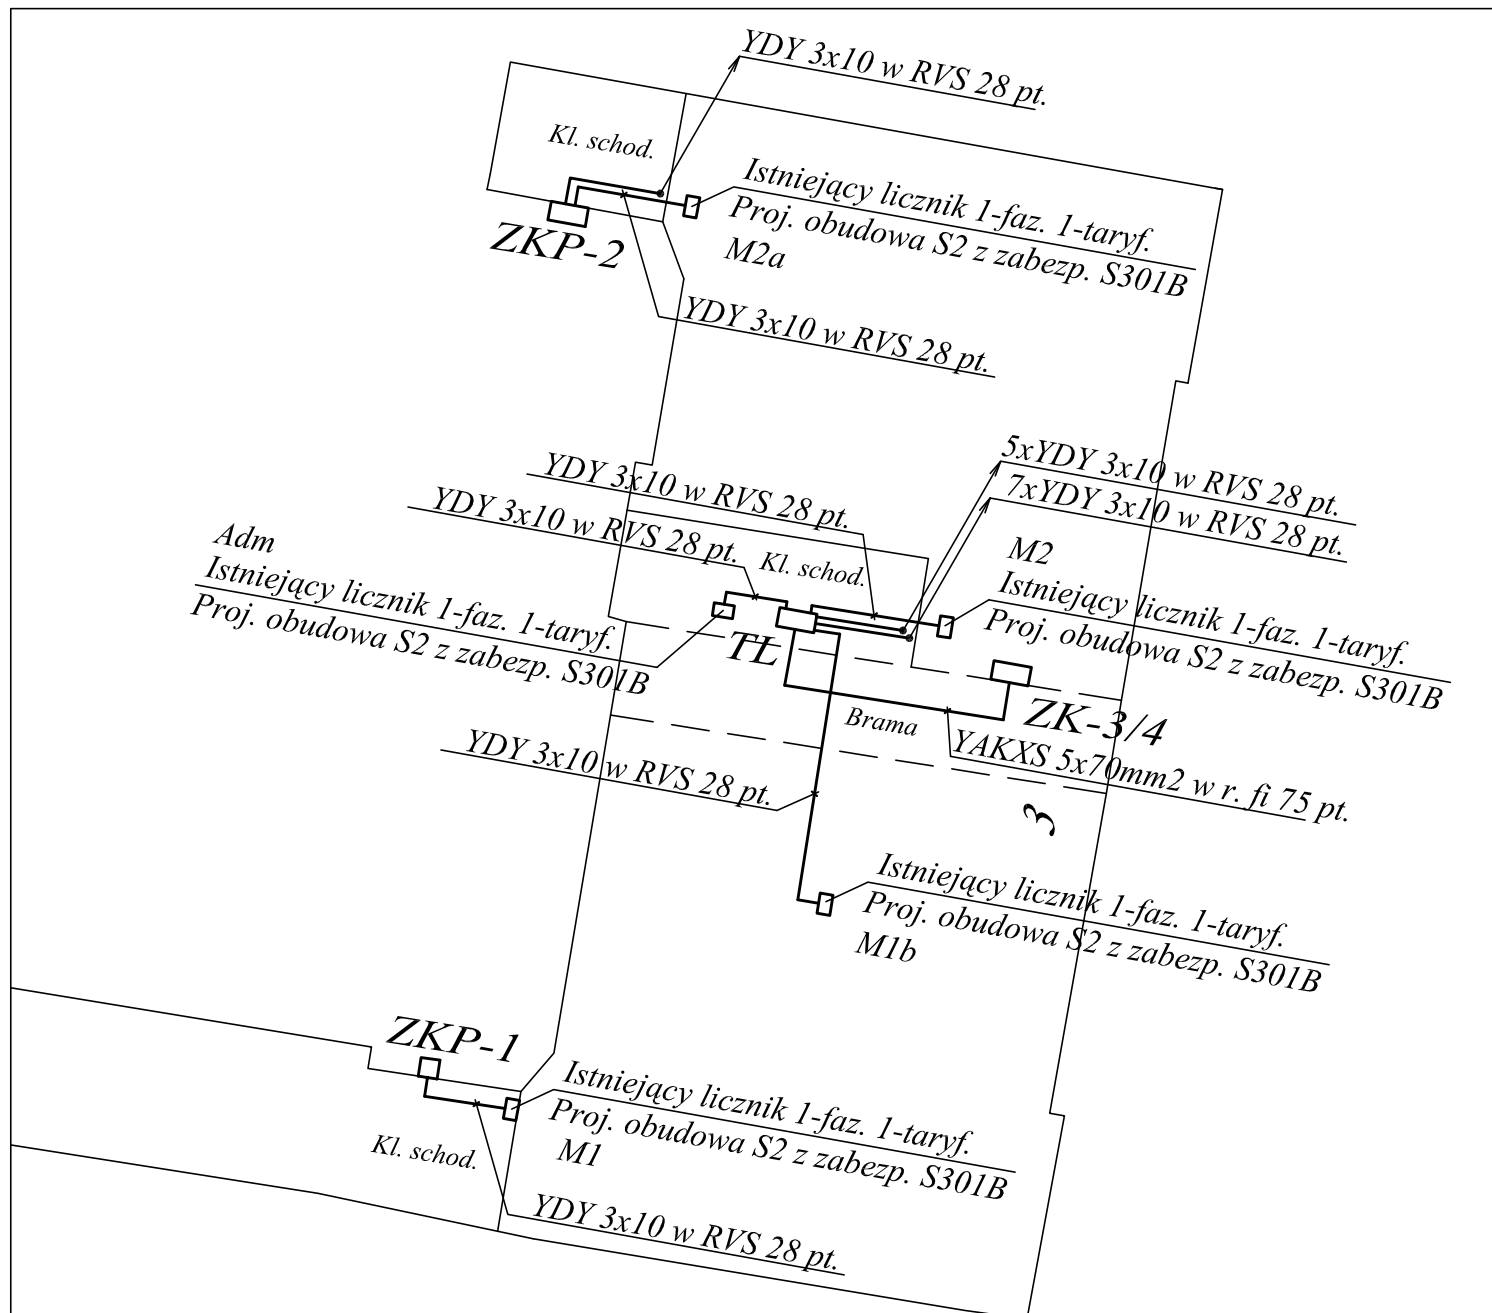 YDY 3x10 w RVS 28 pt.
Kl. schod.
Istniejący licznik 1-faz. 1-taryf.
Proj. obudowa S2 z zabezp. S301B
M2a
ZKP-2
YDY 3x10 w RVS 28 pt.
5xYDY 3x10 w RVS 28 pt.
7xYDY 3x10 w RVS 28 pt.
YDY 3x10 w RVS 28 pt.
YDY 3x10 w RVS 28 pt.
Kl. schod.
Adm
Istniejący licznik 1-faz. 1-taryf.
Proj. obudowa S2 z zabezp. S301B
M2
Istniejący licznik 1-faz. 1-taryf.
Proj. obudowa S2 z zabezp. S301B
TL
ZK-3/4
Brama
YAKXS 5x70mm2 w r. fi 75 pt.
YDY 3x10 w RVS 28 pt.
3
Istniejący licznik 1-faz. 1-taryf.
Proj. obudowa S2 z zabezp. S301B
M1b
ZKP-1
Istniejący licznik 1-faz. 1-taryf.
Proj. obudowa S2 z zabezp. S301B
M1
Kl. schod.
YDY 3x10 w RVS 28 pt.